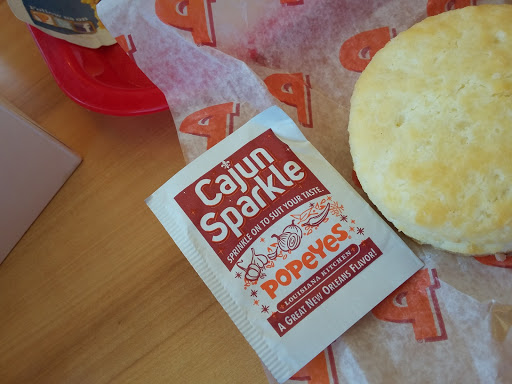 Cajun
Sparkle
SPRINKLE ON TO SUIT YOUR TASTE.
POPEYES
LOUISIANA KITCHEN
A GREAT NEW ORLEANS FLAVOR!
P
P
P
P
P
P